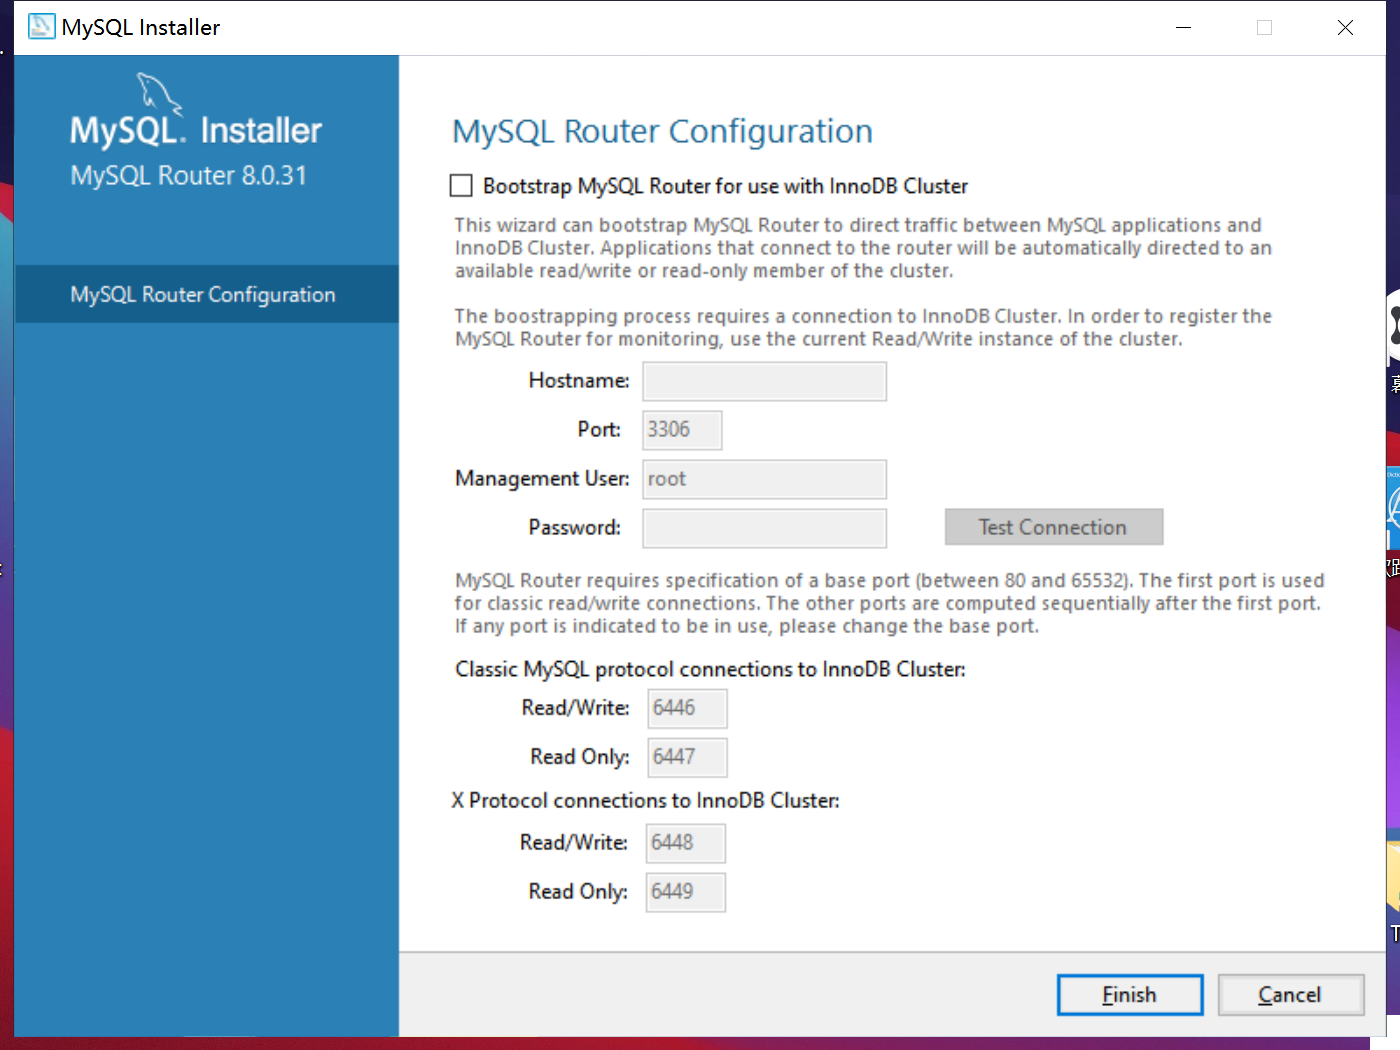 MySQL Installer
MySQL. Installer
MySQL Router 8.0.31
MySQL Router Configuration
MySQL Router Configuration
Bootstrap MySQL Router for use with InnoDB Cluster
This wizard can bootstrap MySQL Router to direct traffic between MySQL applications and
InnoDB Cluster. Applications that connect to the router will be automatically directed to an
available read/write or read-only member of the cluster.
The boostrapping process requires a connection to InnoDB Cluster. In order to register the
MySQL Router for monitoring, use the current Read/Write instance of the cluster.
Hostname:
Port: 3306
Management User: root
Password:
Test Connection
MySQL Router requires specification of a base port (between 80 and 65532). The first port is used
for classic read/write connections. The other ports are computed sequentially after the first port.
If any port is indicated to be in use, please change the base port.
Classic MySQL protocol connections to InnoDB Cluster:
Read/Write: 6446
Read Only: 6447
X Protocol connections to InnoDB Cluster:
Read/Write: 6448
Read Only: 6449
Finish
Cancel